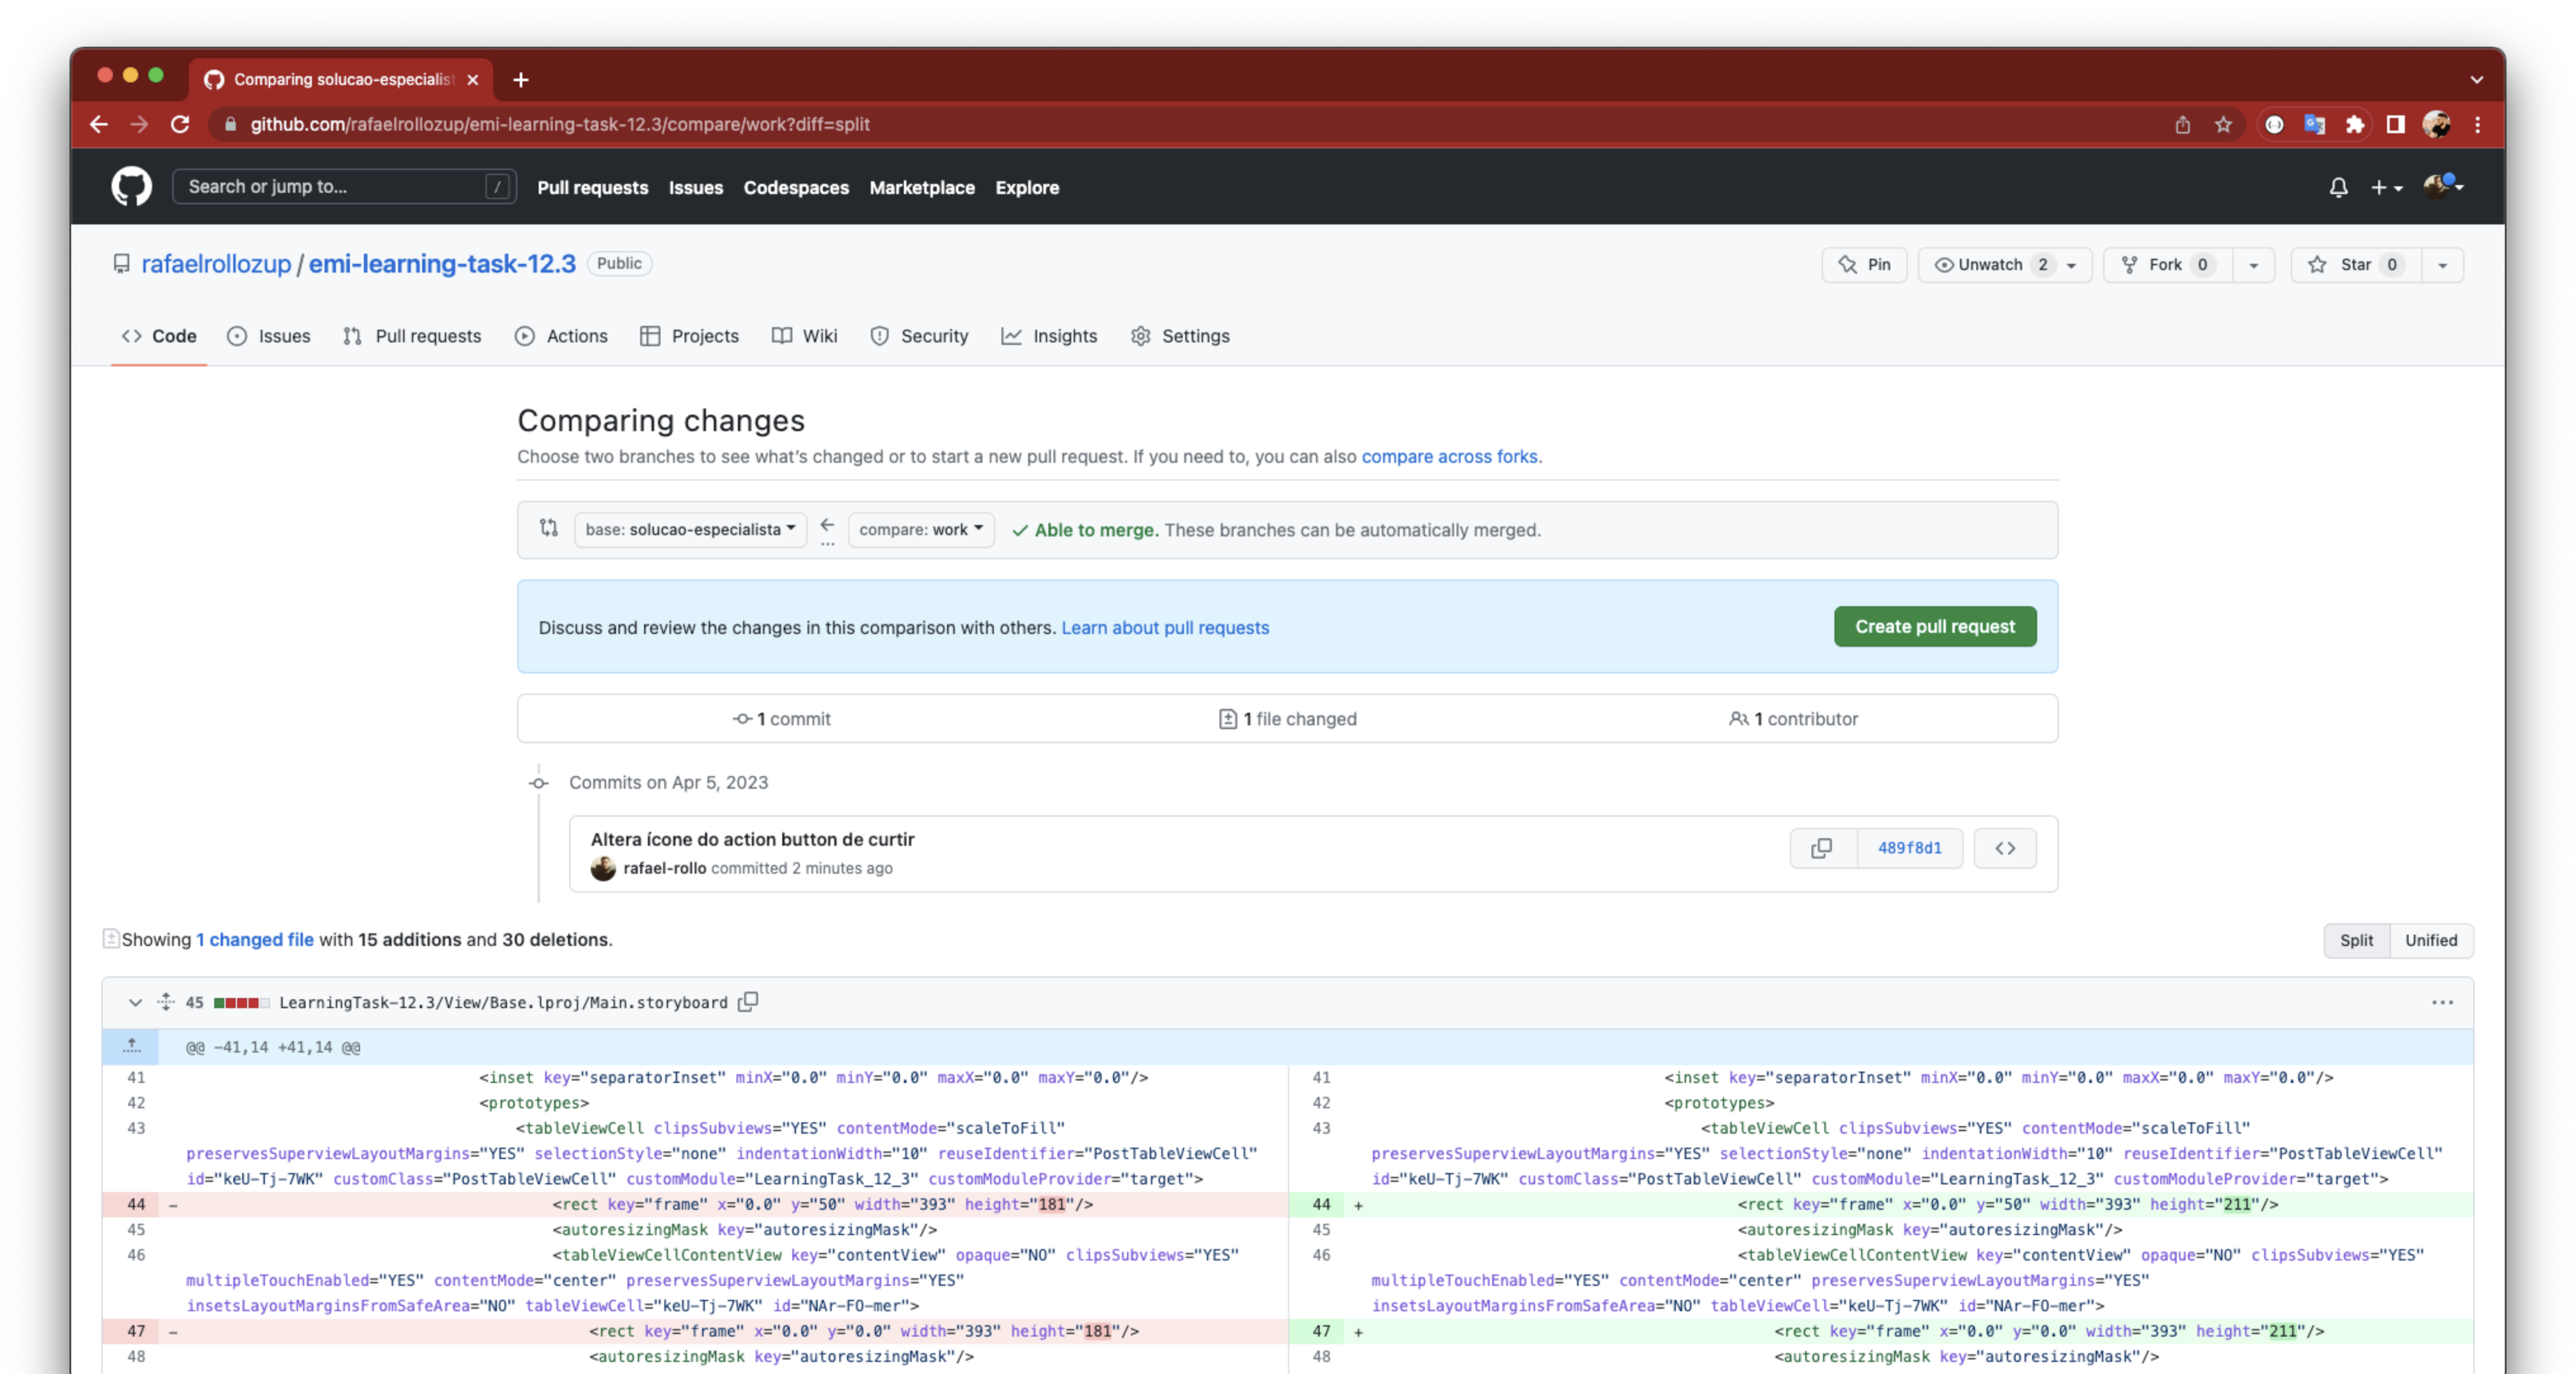 Comparing solucao-especialist
github.com/rafaelrollozup/emi-learning-task-12.3/compare/work?diff=split
Search or jump to... / Pull requests Issues Codespaces Marketplace Explore
rafaelrollozup / emi-learning-task-12.3 Public Pin Unwatch 2 Fork 0 Star 0
Code Issues Pull requests Actions Projects Wiki Security Insights Settings
Comparing changes
Choose two branches to see what's changed or to start a new pull request. If you need to, you can also compare across forks.
base: solucao-especialista ← ... compare: work ✓ Able to merge. These branches can be automatically merged.
Discuss and review the changes in this comparison with others. Learn about pull requests Create pull request
1 commit 1 file changed 1 contributor
Commits on Apr 5, 2023
Altera ícone do action button de curtir
rafael-rollo committed 2 minutes ago 489f8d1 <>
Showing 1 changed file with 15 additions and 30 deletions. Split Unified
45 LearningTask-12.3/View/Base.lproj/Main.storyboard ...
@@ -41,14 +41,14 @@
41 <inset key="separatorInset" minX="0.0" minY="0.0" maxX="0.0" maxY="0.0"/>
42 <prototypes>
43 <tableViewCell clipsSubviews="YES" contentMode="scaleToFill"
preservesSuperviewLayoutMargins="YES" selectionStyle="none" indentationWidth="10" reuseIdentifier="PostTableViewCell"
id="keU-Tj-7WK" customClass="PostTableViewCell" customModule="LearningTask_12_3" customModuleProvider="target">
44 - <rect key="frame" x="0.0" y="50" width="393" height="181"/>
45 <autoresizingMask key="autoresizingMask"/>
46 <tableViewCellContentView key="contentView" opaque="NO" clipsSubviews="YES"
multipleTouchEnabled="YES" contentMode="center" preservesSuperviewLayoutMargins="YES"
insetsLayoutMarginsFromSafeArea="NO" tableViewCell="keU-Tj-7WK" id="NAr-FO-mer">
47 - <rect key="frame" x="0.0" y="0.0" width="393" height="181"/>
48 <autoresizingMask key="autoresizingMask"/>
41 <inset key="separatorInset" minX="0.0" minY="0.0" maxX="0.0" maxY="0.0"/>
42 <prototypes>
43 <tableViewCell clipsSubviews="YES" contentMode="scaleToFill"
preservesSuperviewLayoutMargins="YES" selectionStyle="none" indentationWidth="10" reuseIdentifier="PostTableViewCell"
id="keU-Tj-7WK" customClass="PostTableViewCell" customModule="LearningTask_12_3" customModuleProvider="target">
44 + <rect key="frame" x="0.0" y="50" width="393" height="211"/>
45 <autoresizingMask key="autoresizingMask"/>
46 <tableViewCellContentView key="contentView" opaque="NO" clipsSubviews="YES"
multipleTouchEnabled="YES" contentMode="center" preservesSuperviewLayoutMargins="YES"
insetsLayoutMarginsFromSafeArea="NO" tableViewCell="keU-Tj-7WK" id="NAr-FO-mer">
47 + <rect key="frame" x="0.0" y="0.0" width="393" height="211"/>
48 <autoresizingMask key="autoresizingMask"/>